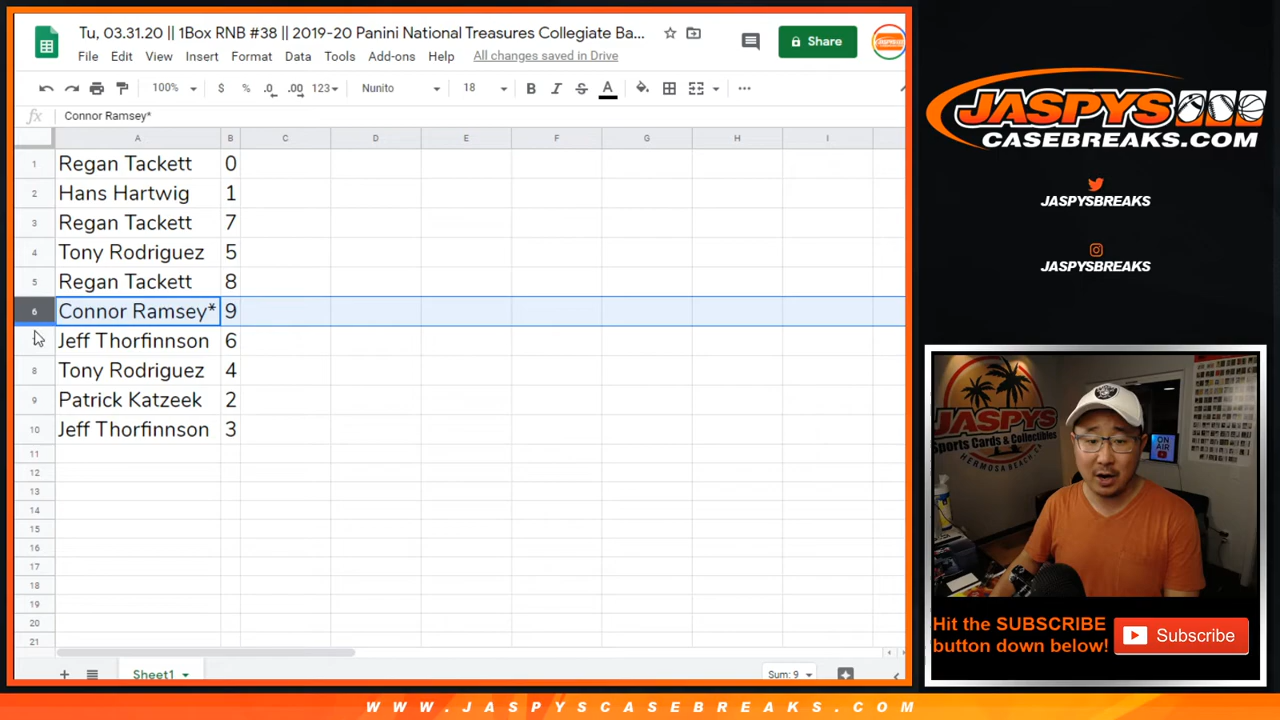 Tu, 03.31.20 || 1Box RNB #38 || 2019-20 Panini National Treasures Collegiate Ba...
Share
File Edit View Insert Format Data Tools Add-ons Help All changes saved in Drive
100% $ % .0 .00 123 Nunito 18 B I S A
fx Connor Ramsey*
A B C D E F G H I
1 Regan Tackett 0
2 Hans Hartwig 1
3 Regan Tackett 7
4 Tony Rodriguez 5
5 Regan Tackett 8
6 Connor Ramsey* 9
Jeff Thorfinnson 6
8 Tony Rodriguez 4
9 Patrick Katzeek 2
10 Jeff Thorfinnson 3
11
12
13
14
15
16
17
18
19
20
21
Sheet1 Sum: 9
JASPYS
CASEBREAKS.COM
JASPYSBREAKS
JASPYSBREAKS
JASPYS
Sports Cards & Collectibles
HERMOSA BEACH, CA
ON
AIR
Hit the SUBSCRIBE
button down below!
Subscribe
WWW.JASPYSCASEBREAKS.COM